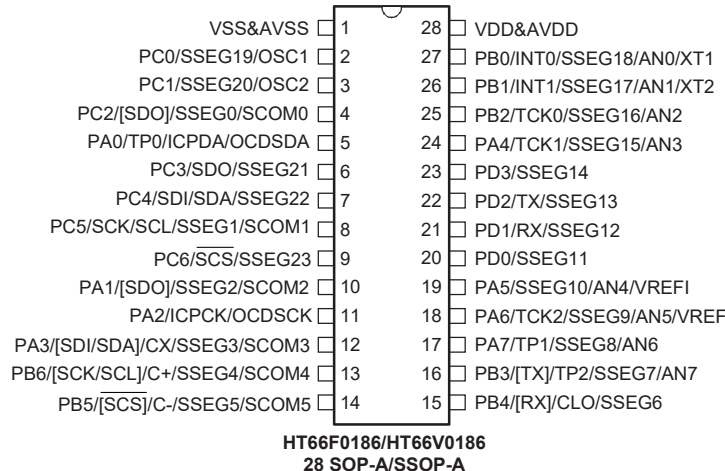 VSS&AVSS 1 28 VDD&AVDD
PC0/SSEG19/OSC1 2 27 PB0/INT0/SSEG18/AN0/XT1
PC1/SSEG20/OSC2 3 26 PB1/INT1/SSEG17/AN1/XT2
PC2/[SDO]/SSEG0/SCOM0 4 25 PB2/TCK0/SSEG16/AN2
PA0/TP0/ICPDA/OCDSDA 5 24 PA4/TCK1/SSEG15/AN3
PC3/SDO/SSEG21 6 23 PD3/SSEG14
PC4/SDI/SDA/SSEG22 7 22 PD2/TX/SSEG13
PC5/SCK/SCL/SSEG1/SCOM1 8 21 PD1/RX/SSEG12
PC6/SCS/SSEG23 9 20 PD0/SSEG11
PA1/[SDO]/SSEG2/SCOM2 10 19 PA5/SSEG10/AN4/VREFI
PA2/ICPCK/OCDSCK 11 18 PA6/TCK2/SSEG9/AN5/VREF
PA3/[SDI/SDA]/CX/SSEG3/SCOM3 12 17 PA7/TP1/SSEG8/AN6
PB6/[SCK/SCL]/C+/SSEG4/SCOM4 13 16 PB3/[TX]/TP2/SSEG7/AN7
PB5/[SCS]/C-/SSEG5/SCOM5 14 15 PB4/[RX]/CLO/SSEG6
HT66F0186/HT66V0186
28 SOP-A/SSOP-A